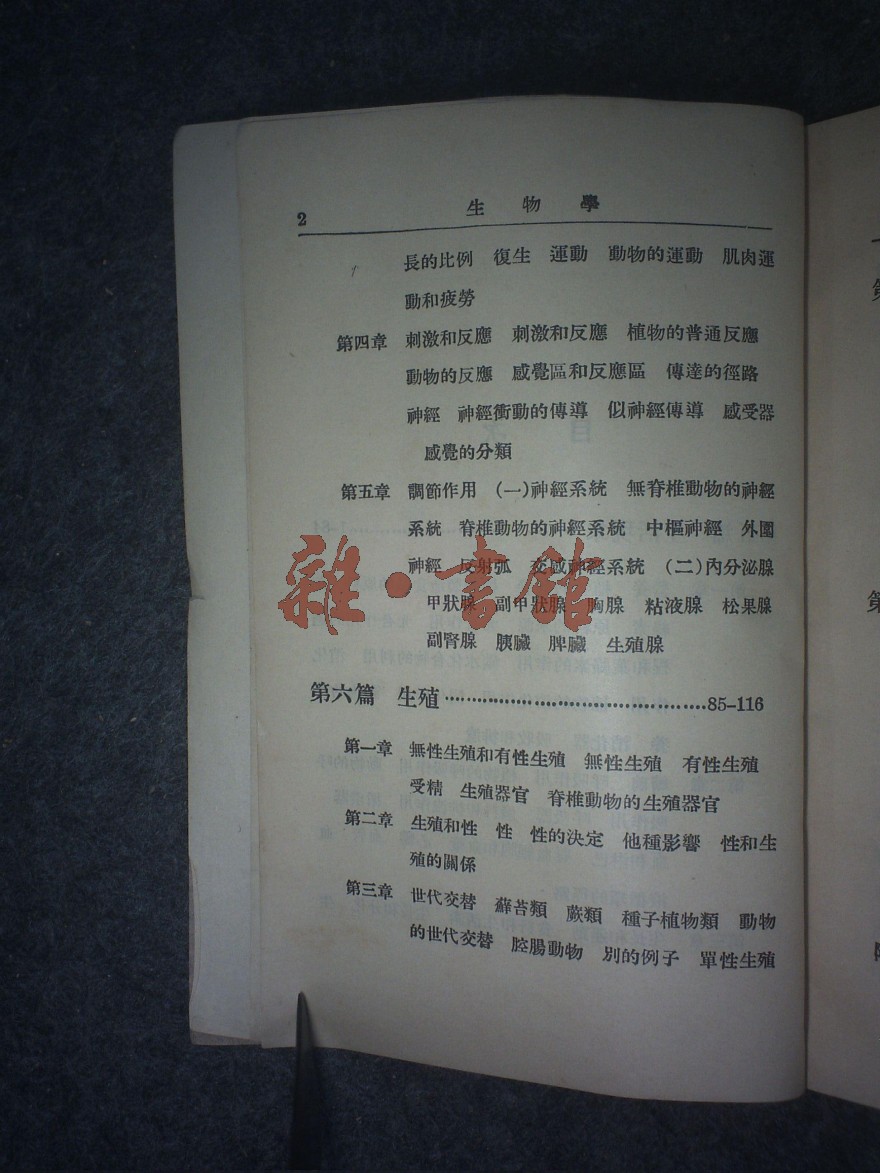 2 生物學
長的比例 復生 運動 動物的運動 肌肉運
動和疲勞
第四章 刺激和反應 刺激和反應 植物的普通反應
動物的反應 感覺區和反應區 傳達的徑路
神經 神經衝動的傳導 似神經傳導 感受器
感覺的分類
第五章 調節作用 (一)神經系統 無脊椎動物的神經
系統 脊椎動物的神經系統 中樞神經 外圍
神經 反射弧 交感神經系統 (二)內分泌腺
甲狀腺 副甲狀腺 胸腺 粘液腺 松果腺
副腎腺 胰臟 脾臟 生殖腺
雜·書館
第六篇 生殖……………………………………85–116
第一章 無性生殖和有性生殖 無性生殖 有性生殖
受精 生殖器官 脊椎動物的生殖器官
第二章 生殖和性 性 性的決定 他種影響 性和生
殖的關係
第三章 世代交替 蘚苔類 蕨類 種子植物類 動物
的世代交替 腔腸動物 別的例子 單性生殖